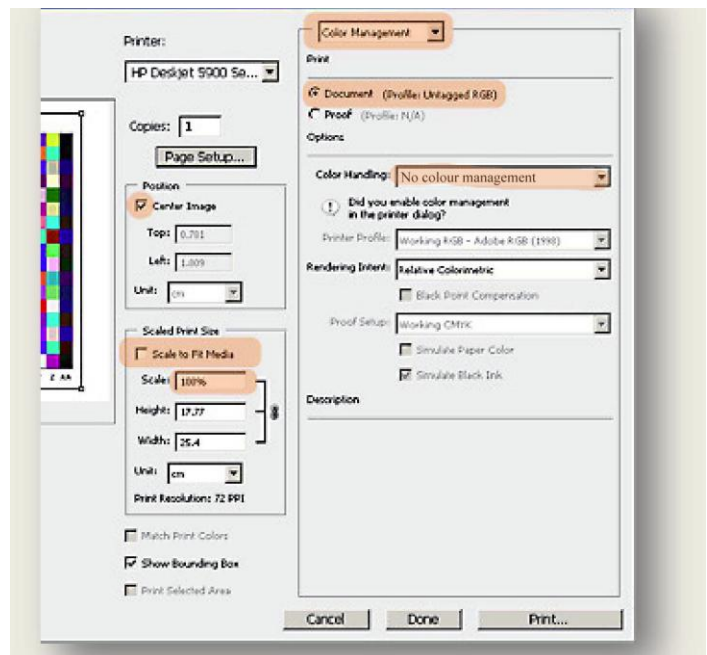 Printer:
HP Deskjet 5900 Se...
Copies: 1
Page Setup...
Position
Center Image
Top: 0.701
Left: 1.009
Unit: cm
Scaled Print Size
Scale to Fit Media
Scale: 100%
Height: 17.77
Width: 25.4
Unit: cm
Print Resolution: 72 PPI
Match Print Colors
Show Bounding Box
Print Selected Area
Z AA
Color Management
Print
Document (Profile: Untagged RGB)
Proof (Profile: N/A)
Options
Color Handling: No colour management
Did you enable color management
in the printer dialog?
Printer Profile: Working RGB - Adobe RGB (1998)
Rendering Intent: Relative Colorimetric
Black Point Compensation
Proof Setup: Working CMYK
Simulate Paper Color
Simulate Black Ink
Description
Cancel
Done
Print...